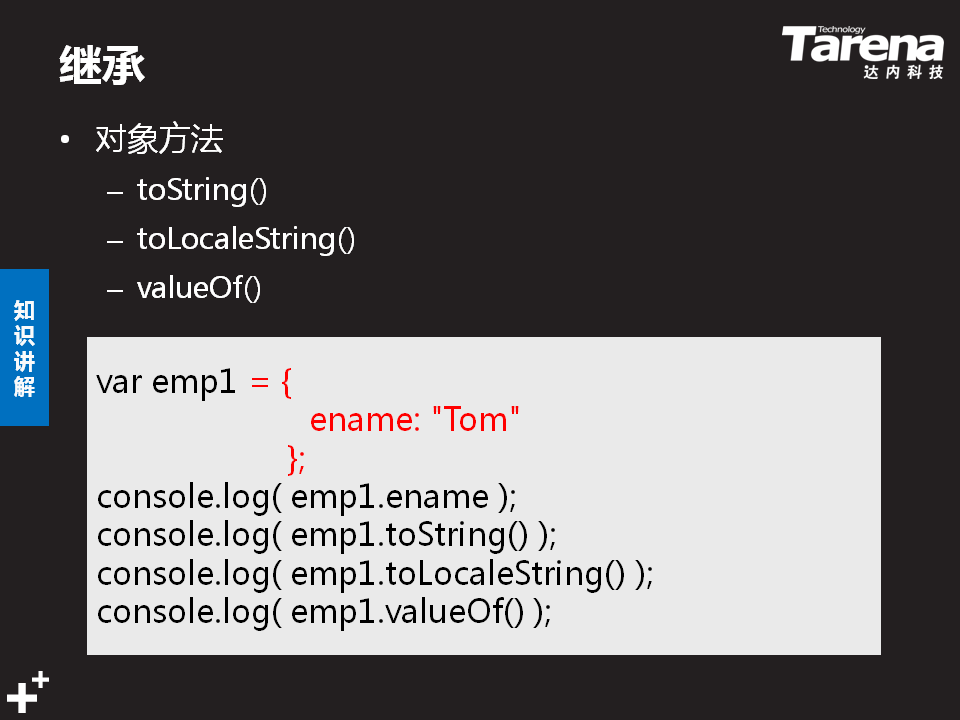 继承
Technology
Tarena
达内科技
• 对象方法
– toString()
– toLocaleString()
– valueOf()
知识讲解
var emp1 = {
ename: "Tom"
};
console.log( emp1.ename );
console.log( emp1.toString() );
console.log( emp1.toLocaleString() );
console.log( emp1.valueOf() );